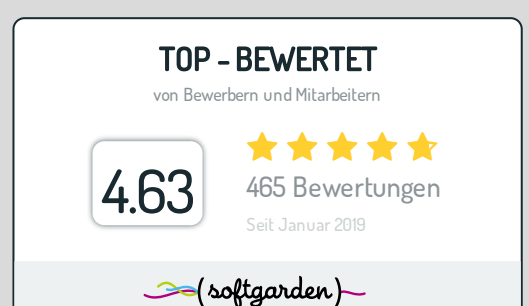 TOP - BEWERTET
von Bewerbern und Mitarbeitern
4.63
465 Bewertungen
Seit Januar 2019
(softgarden)